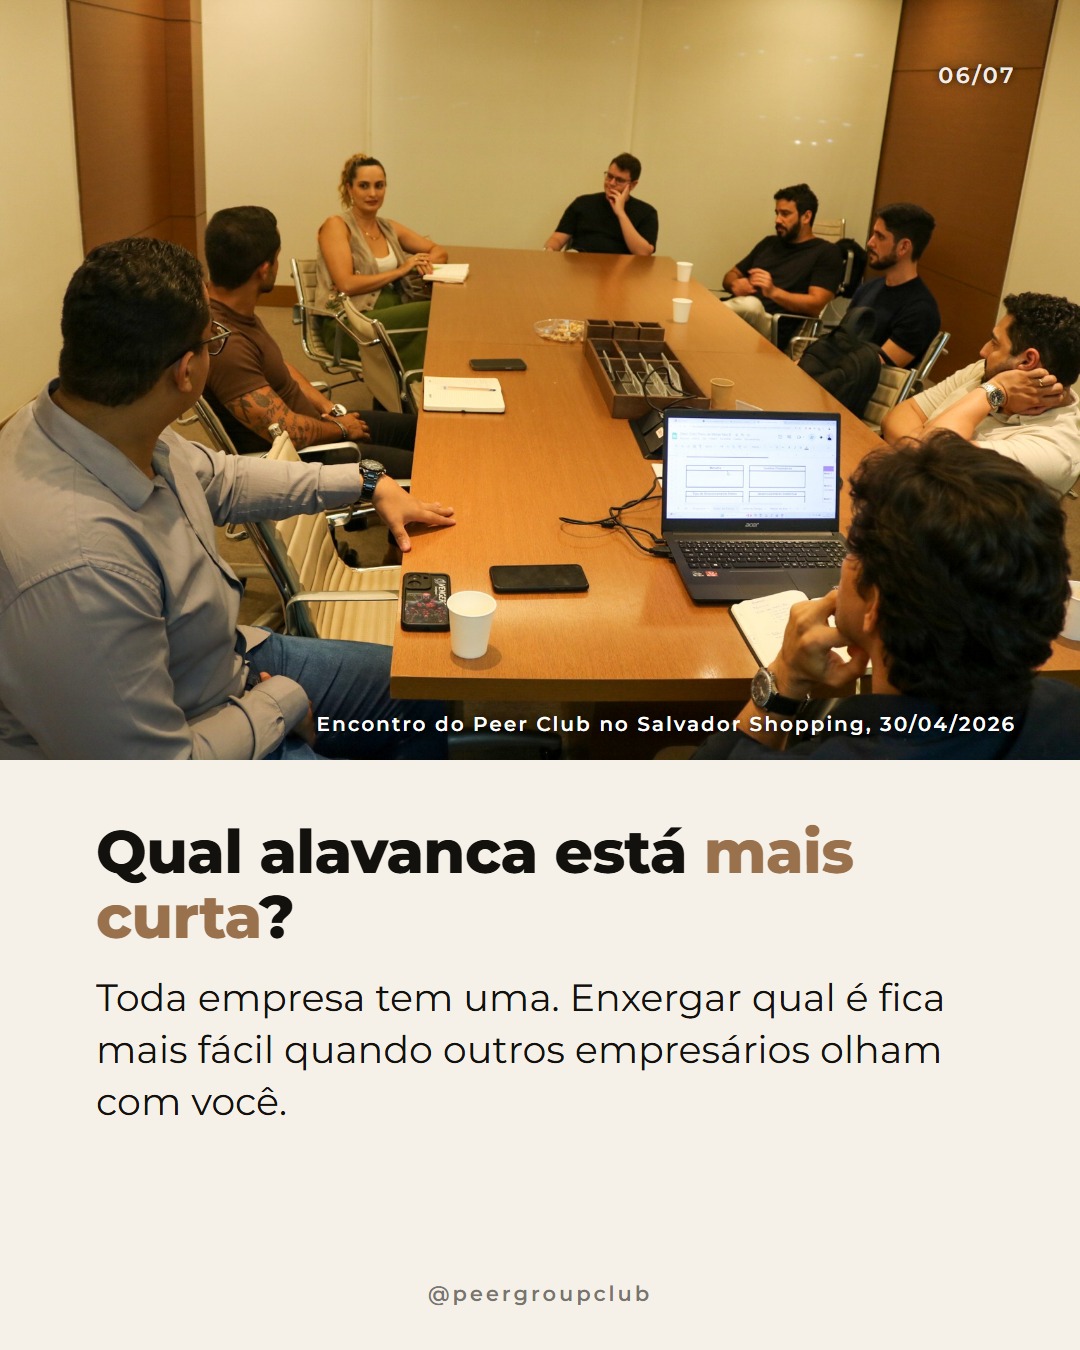 06/07
acer
Encontro do Peer Club no Salvador Shopping, 30/04/2026
Qual alavanca está mais
curta?
Toda empresa tem uma. Enxergar qual é fica
mais fácil quando outros empresários olham
com você.
@peergroupclub